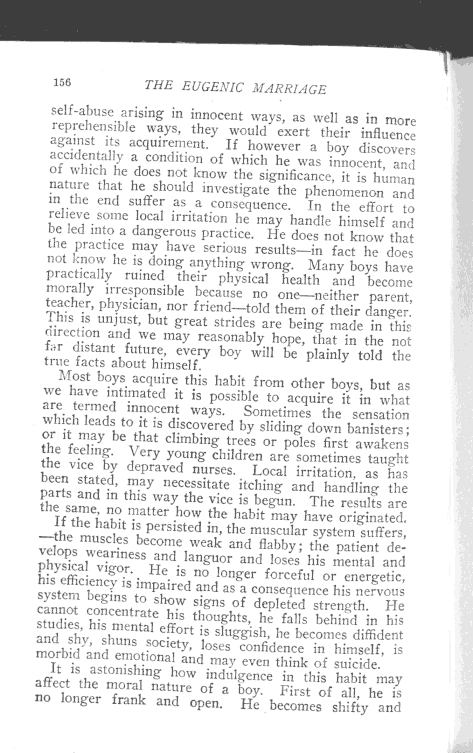 156
THE EUGENIC MARRIAGE
self-abuse arising in innocent ways, as well as in more
reprehensible ways, they would exert their influence
against its acquirement. If however a boy discovers
accidentally a condition of which he was innocent, and
of which he does not know the significance, it is human
nature that he should investigate the phenomenon and
in the end suffer as a consequence. In the effort to
relieve some local irritation he may handle himself and
be led into a dangerous practice. He does not know that
the practice may have serious results—in fact he does
not know he is doing anything wrong. Many boys have
practically ruined their physical health and become
morally irresponsible because no one—neither parent,
teacher, physician, nor friend—told them of their danger.
This is unjust, but great strides are being made in this
direction and we may reasonably hope, that in the not
far distant future, every boy will be plainly told the
true facts about himself.
Most boys acquire this habit from other boys, but as
we have intimated it is possible to acquire it in what
are termed innocent ways. Sometimes the sensation
which leads to it is discovered by sliding down banisters;
or it may be that climbing trees or poles first awakens
the feeling. Very young children are sometimes taught
the vice by depraved nurses. Local irritation, as has
been stated, may necessitate itching and handling the
parts and in this way the vice is begun. The results are
the same, no matter how the habit may have originated.
If the habit is persisted in, the muscular system suffers,
—the muscles become weak and flabby; the patient de-
velops weariness and languor and loses his mental and
physical vigor. He is no longer forceful or energetic,
his efficiency is impaired and as a consequence his nervous
system begins to show signs of depleted strength. He
cannot concentrate his thoughts, he falls behind in his
studies, his mental effort is sluggish, he becomes diffident
and shy, shuns society, loses confidence in himself, is
morbid and emotional and may even think of suicide.
It is astonishing how indulgence in this habit may
affect the moral nature of a boy. First of all, he is
no longer frank and open. He becomes shifty and